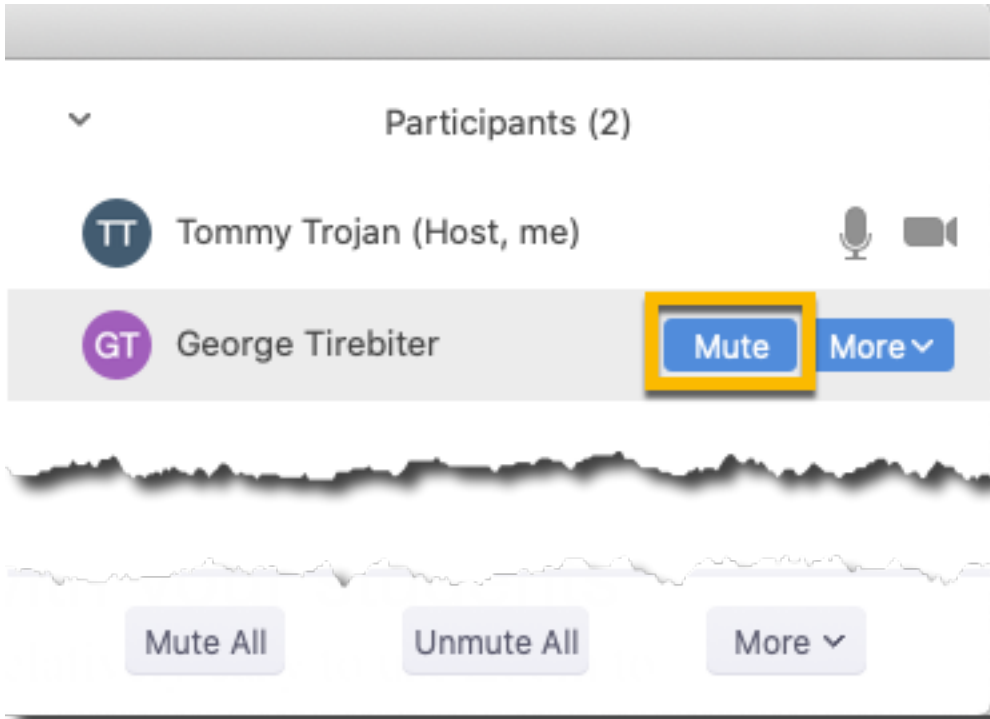 Participants (2)
TT Tommy Trojan (Host, me)
GT George Tirebiter Mute More
Mute All Unmute All More